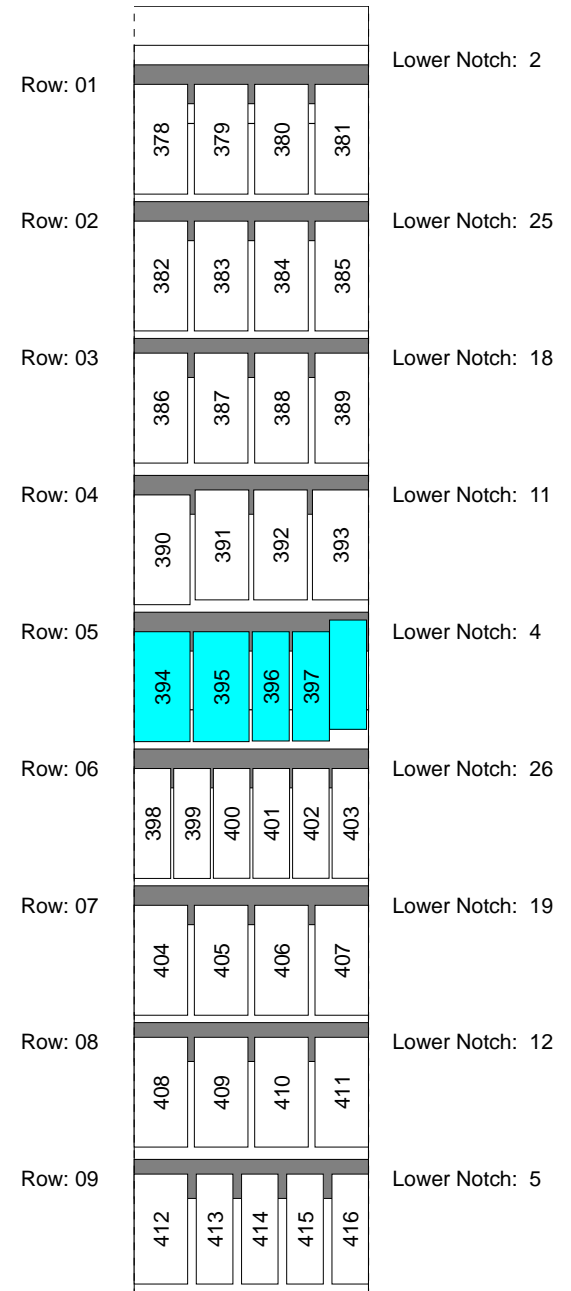 Lower Notch: 2
Row: 01
378 379 380 381
Row: 02 Lower Notch: 25
382 383 384 385
Row: 03 Lower Notch: 18
386 387 388 389
Row: 04 Lower Notch: 11
390 391 392 393
Row: 05 Lower Notch: 4
394 395 396 397
Row: 06 Lower Notch: 26
398 399 400 401 402 403
Row: 07 Lower Notch: 19
404 405 406 407
Row: 08 Lower Notch: 12
408 409 410 411
Row: 09 Lower Notch: 5
412 413 414 415 416